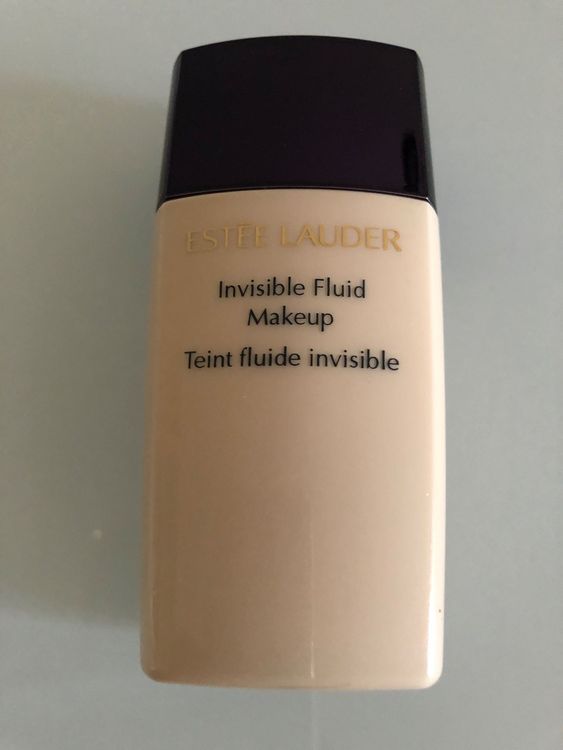 ESTĒE LAUDER
Invisible Fluid
Makeup
Teint fluide invisible